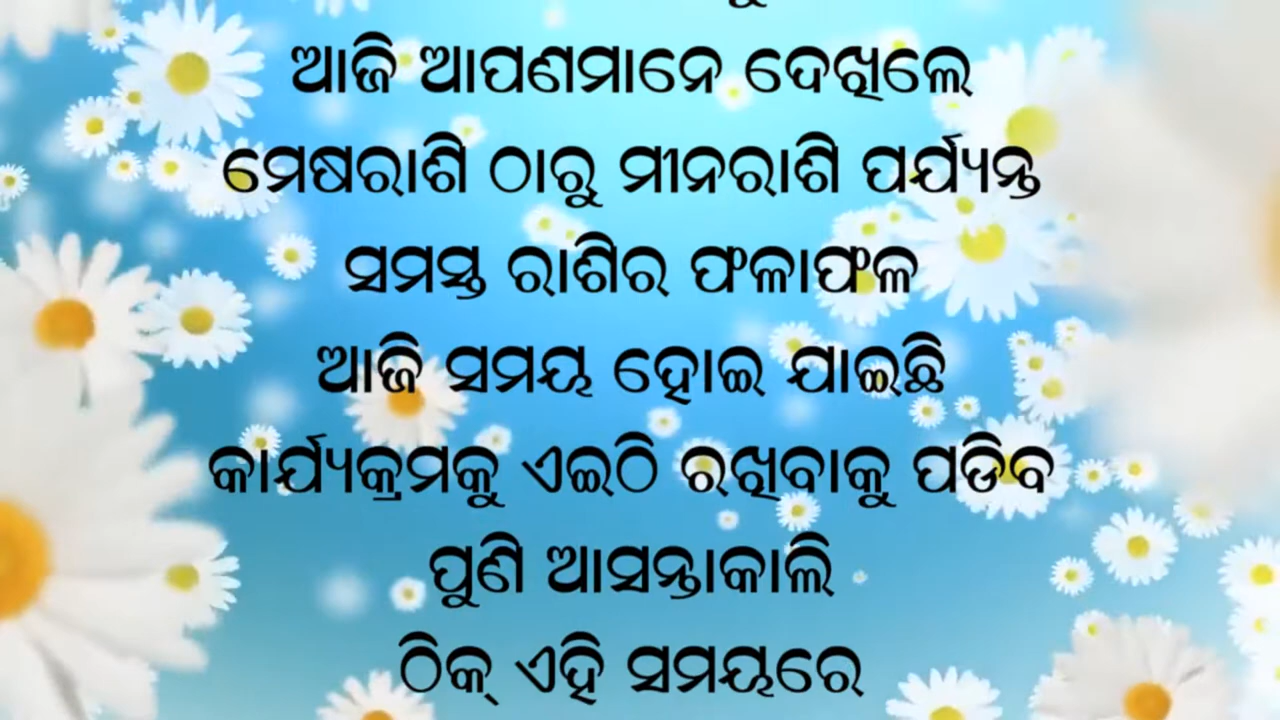 ଆଜି ଆପଣମାନେ ଦେଖିଲେ
ମେଷରାଶି ଠାରୁ ମୀନରାଶି ପର୍ଯ୍ୟନ୍ତ
ସମସ୍ତ ରାଶିର ଫଳାଫଳ
ଆଜି ସମୟ ହୋଇ ଯାଇଛି
କାର୍ଯ୍ୟକ୍ରମକୁ ଏଇଠି ରଖିବାକୁ ପଡିବ
ପୁଣି ଆସନ୍ତାକାଲି
ଠିକ୍ ଏହି ସମୟରେ